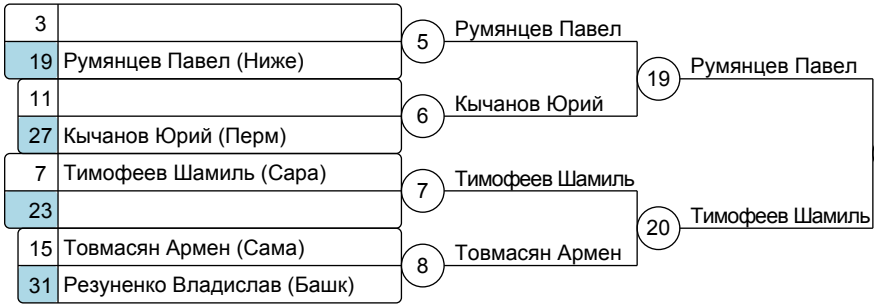 3
19 Румянцев Павел (Ниже)
5 Румянцев Павел
11
27 Кычанов Юрий (Перм)
6 Кычанов Юрий
19 Румянцев Павел
7 Тимофеев Шамиль (Сара)
23
7 Тимофеев Шамиль
15 Товмасян Армен (Сама)
31 Резуненко Владислав (Башк)
8 Товмасян Армен
20 Тимофеев Шамиль